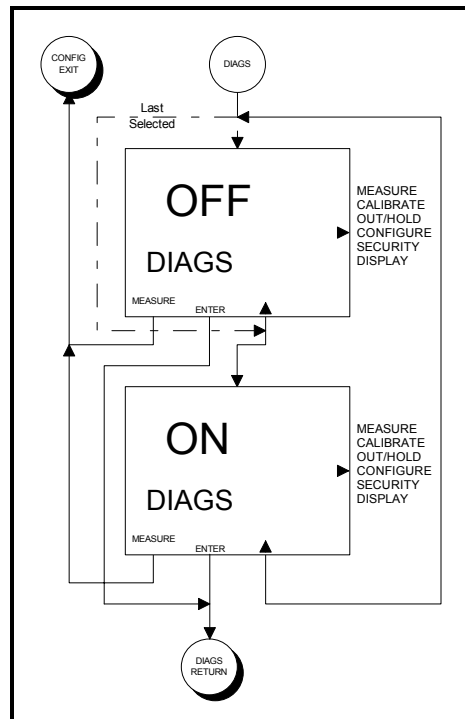 CONFIG
EXIT
DIAGS
Last
Selected
OFF
DIAGS
MEASURE
ENTER
MEASURE
CALIBRATE
OUT/HOLD
CONFIGURE
SECURITY
DISPLAY
ON
DIAGS
MEASURE
ENTER
MEASURE
CALIBRATE
OUT/HOLD
CONFIGURE
SECURITY
DISPLAY
DIAGS
RETURN